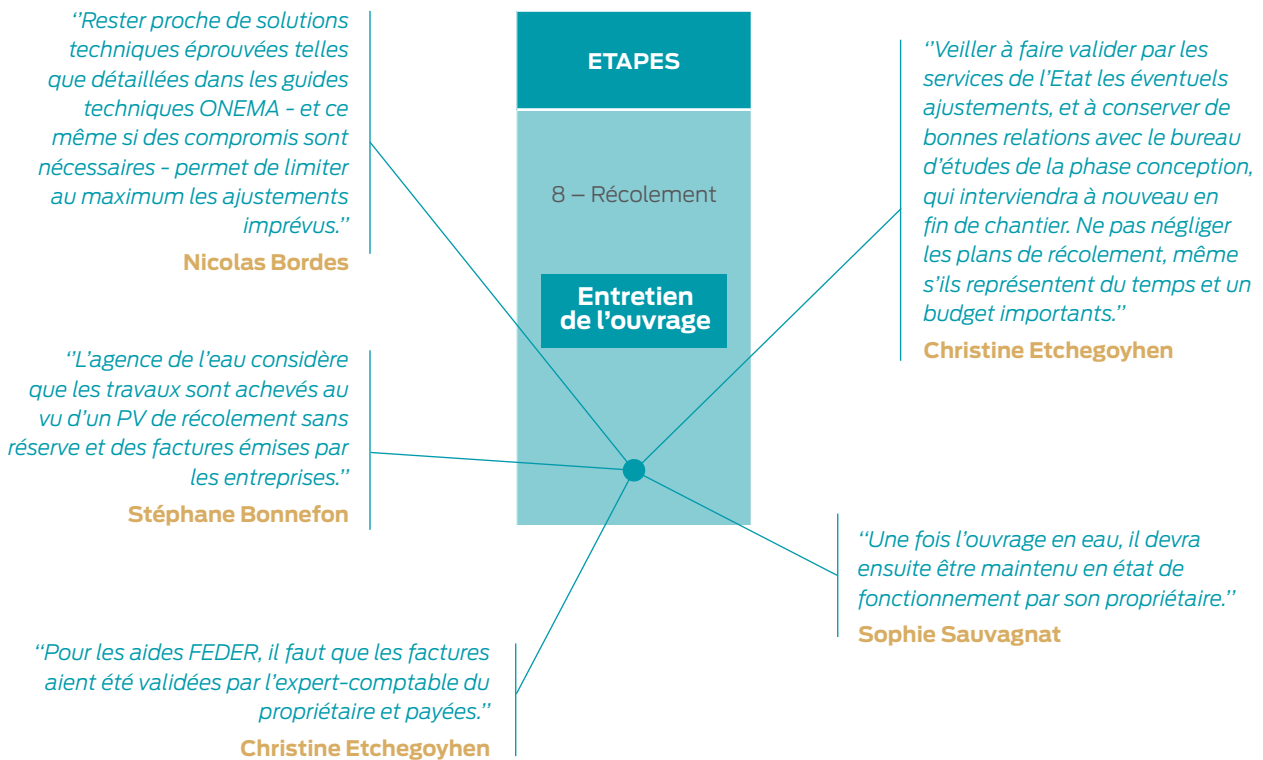 ‘’Rester proche de solutions
techniques éprouvées telles
que détaillées dans les guides
techniques ONEMA - et ce
même si des compromis sont
nécessaires - permet de limiter
au maximum les ajustements
imprévus.’’
Nicolas Bordes
‘’L’agence de l’eau considère
que les travaux sont achevés au
vu d’un PV de récolement sans
réserve et des factures émises par
les entreprises.’’
Stéphane Bonnefon
‘’Pour les aides FEDER, il faut que les factures
aient été validées par l’expert-comptable du
propriétaire et payées.’’
Christine Etchegoyhen
ETAPES
8 – Récolement
Entretien
de l’ouvrage
‘’Veiller à faire valider par les
services de l’Etat les éventuels
ajustements, et à conserver de
bonnes relations avec le bureau
d’études de la phase conception,
qui interviendra à nouveau en
fin de chantier. Ne pas négliger
les plans de récolement, même
s’ils représentent du temps et un
budget importants.’’
Christine Etchegoyhen
‘’Une fois l’ouvrage en eau, il devra
ensuite être maintenu en état de
fonctionnement par son propriétaire.’’
Sophie Sauvagnat